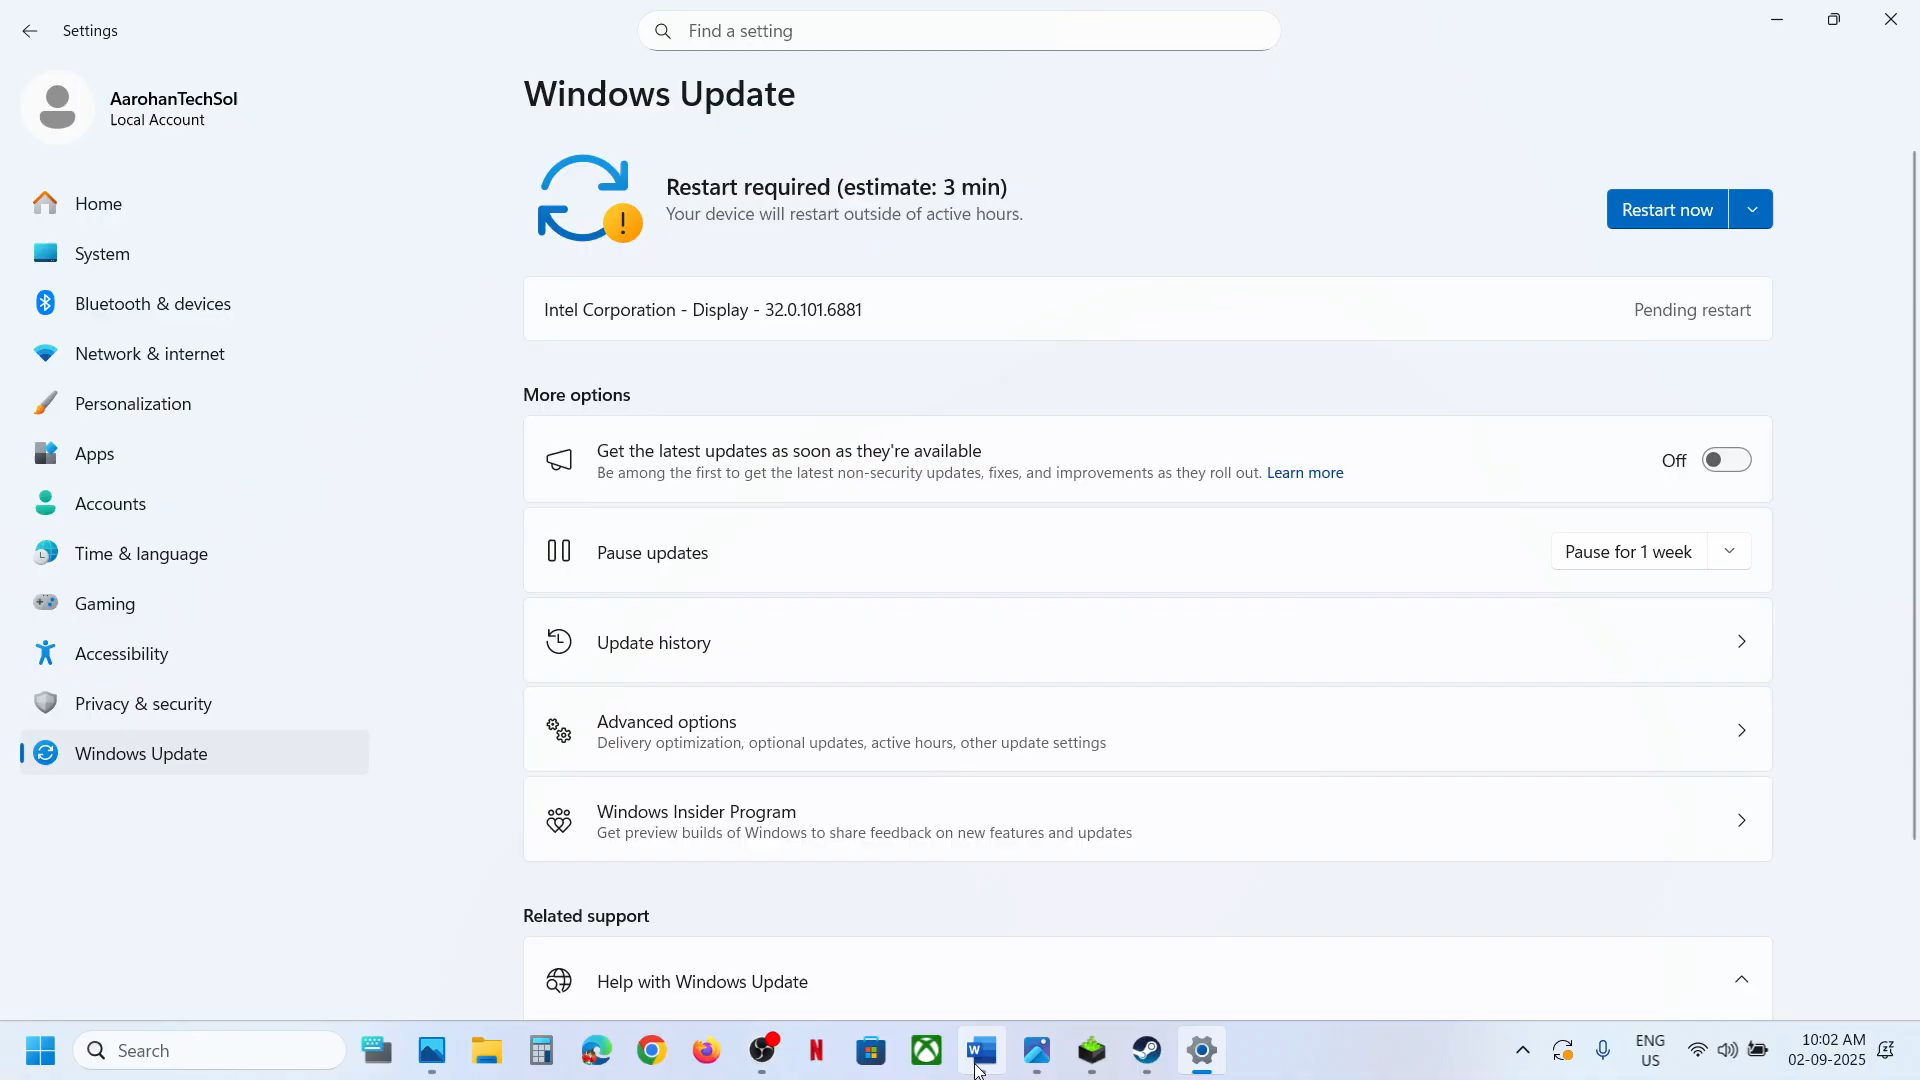 Settings
Find a setting
AarohanTechSol
Local Account
Home
System
Bluetooth & devices
Network & internet
Personalization
Apps
Accounts
Time & language
Gaming
Accessibility
Privacy & security
Windows Update
Windows Update
Restart required (estimate: 3 min)
Your device will restart outside of active hours.
Restart now
Intel Corporation - Display - 32.0.101.6881
Pending restart
More options
Get the latest updates as soon as they're available
Be among the first to get the latest non-security updates, fixes, and improvements as they roll out. Learn more
Off
Pause updates
Pause for 1 week
Update history
Advanced options
Delivery optimization, optional updates, active hours, other update settings
Windows Insider Program
Get preview builds of Windows to share feedback on new features and updates
Related support
Help with Windows Update
Search
ENG
US
10:02 AM
02-09-2025